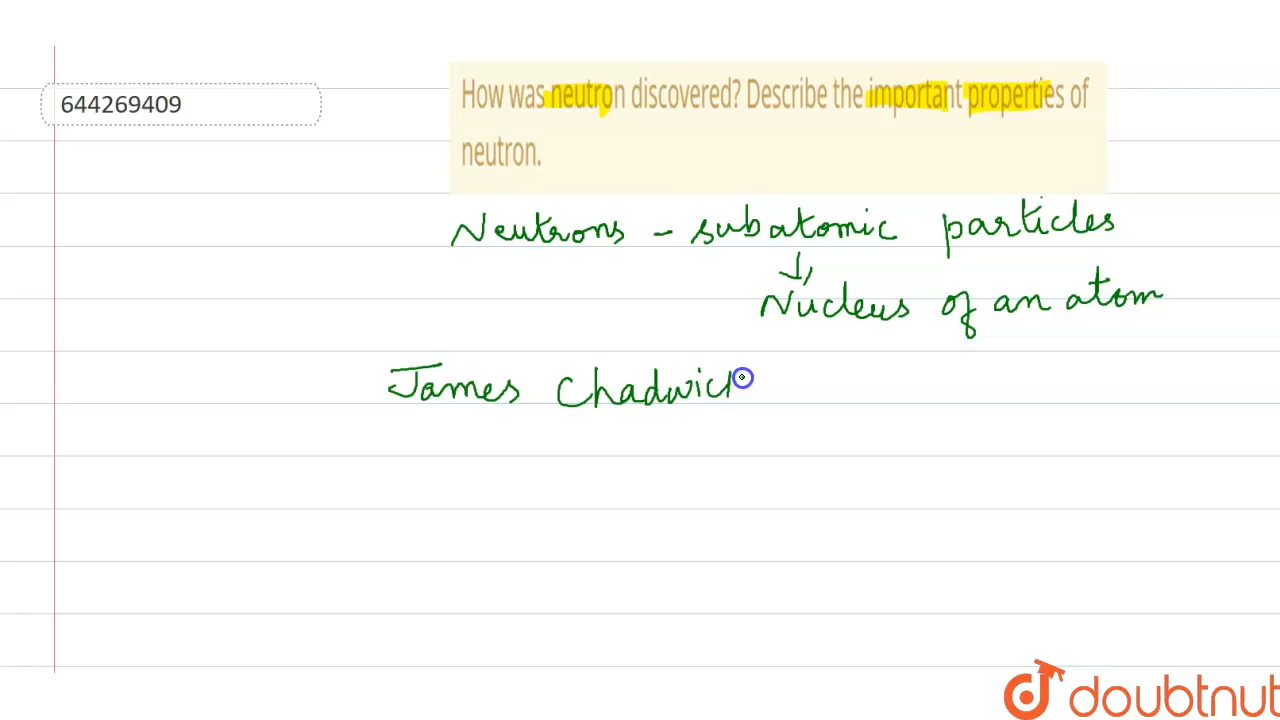 644269409
How was neutron discovered? Describe the important properties of
neutron.
Neutrons - subatomic particles
Nucleus of an atom
James Chadwick
doubtnut